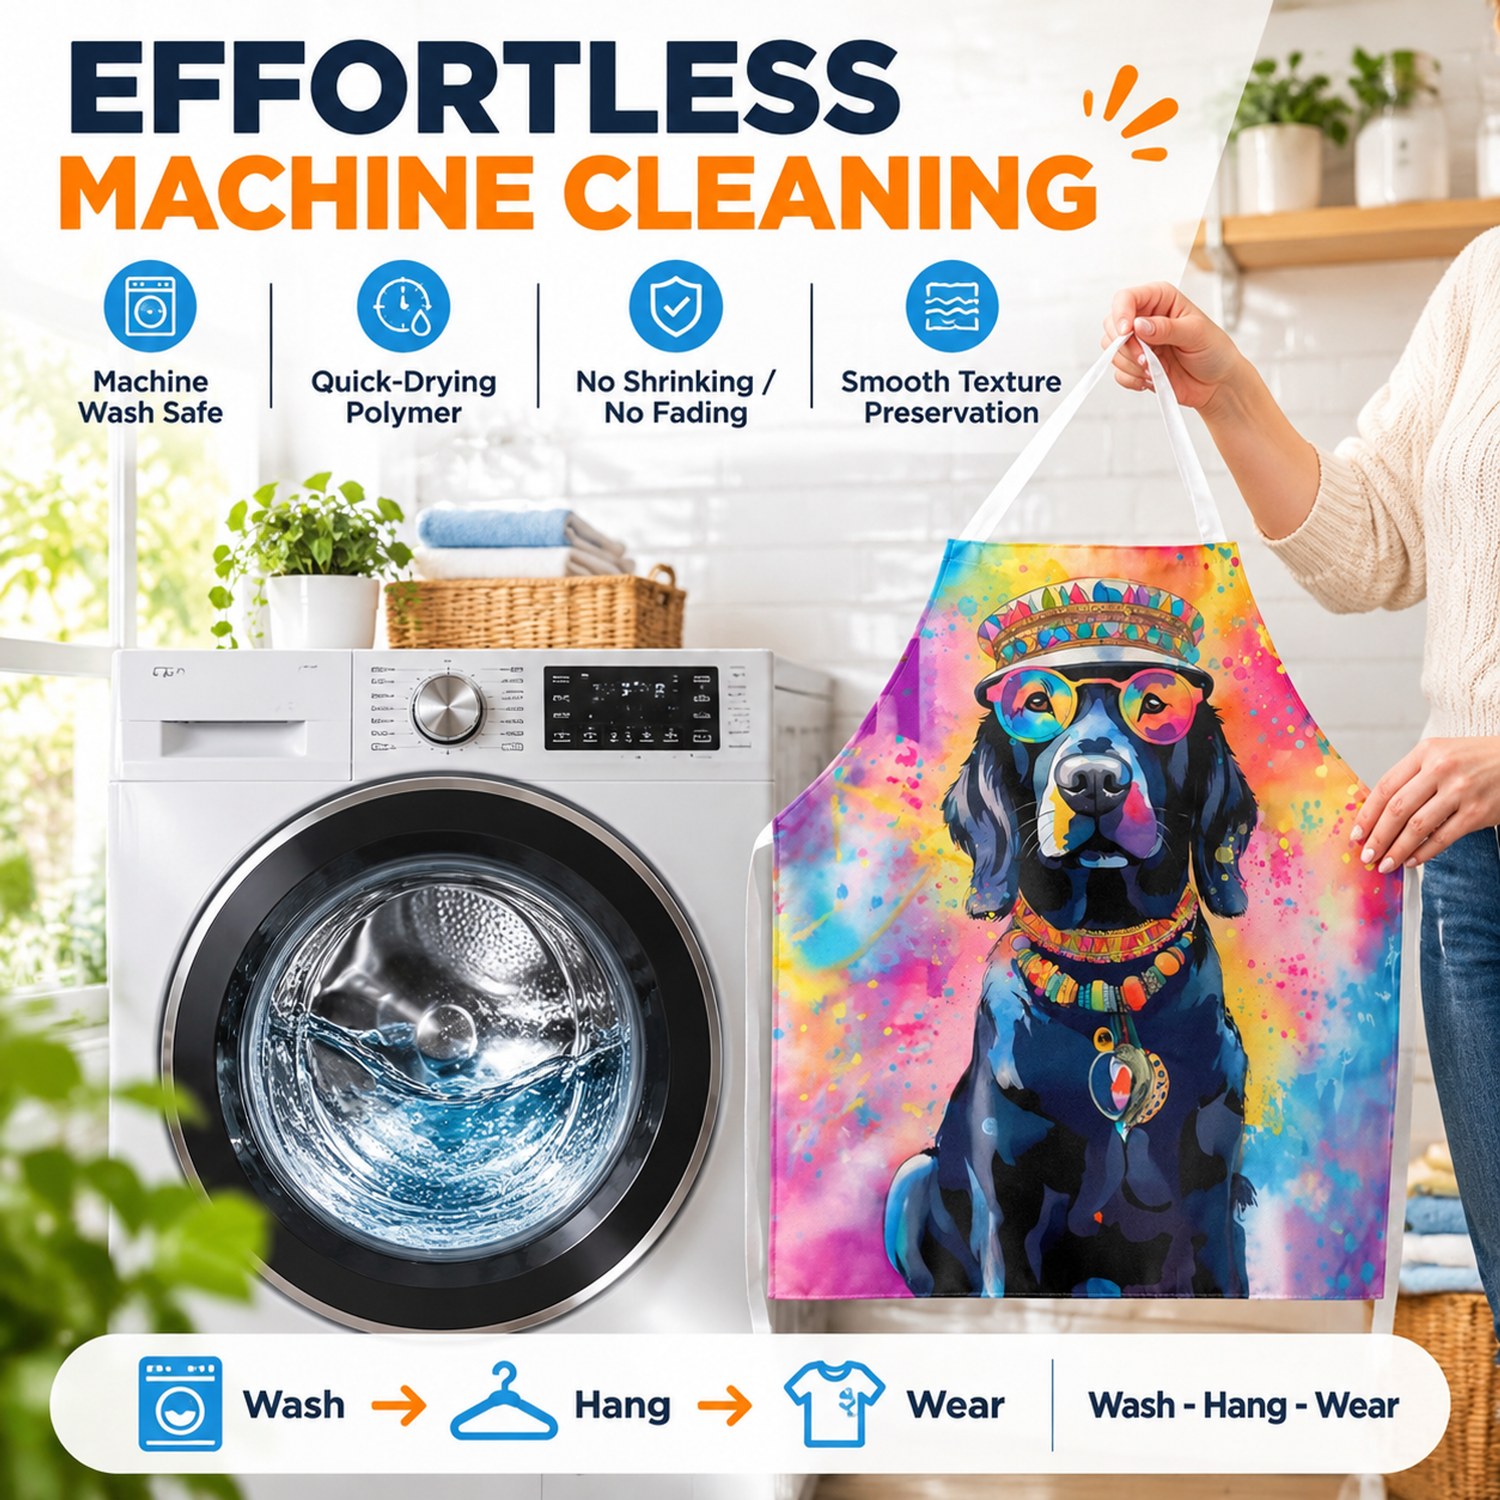 EFFORTLESS
MACHINE CLEANING
Machine
Wash Safe
Quick-Drying
Polymer
No Shrinking /
No Fading
Smooth Texture
Preservation
Wash
Hang
Wear
Wash - Hang - Wear